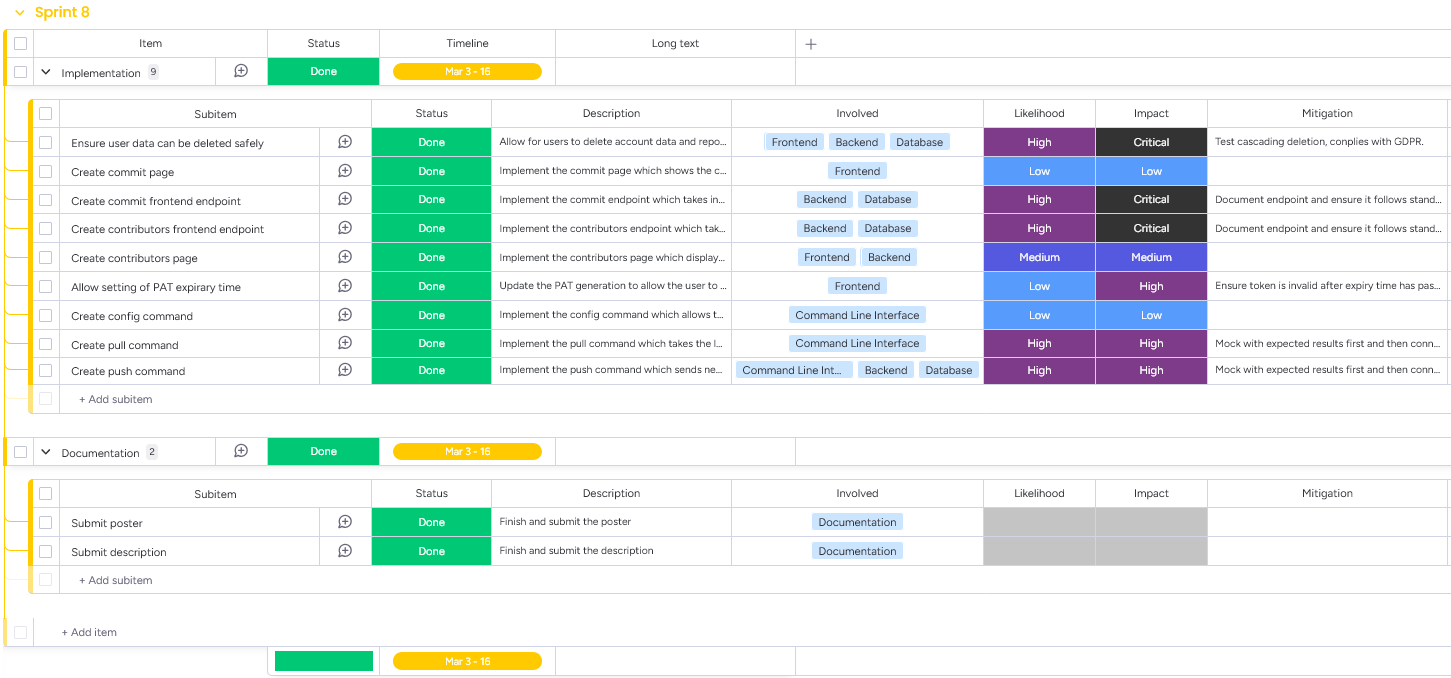 Sprint 8
Item Status Timeline Long text
Implementation 9 Done Mar 3 - 16
Subitem Status Description Involved Likelihood Impact Mitigation
Ensure user data can be deleted safely Done Allow for users to delete account data and repo... Frontend Backend Database High Critical Test cascading deletion, conplies with GDPR.
Create commit page Done Implement the commit page which shows the c... Frontend Low Low
Create commit frontend endpoint Done Implement the commit endpoint which takes in... Backend Database High Critical Document endpoint and ensure it follows stand...
Create contributors frontend endpoint Done Implement the contributors endpoint which tak... Backend Database High Critical Document endpoint and ensure it follows stand...
Create contributors page Done Implement the contributors page which display... Frontend Backend Medium Medium
Allow setting of PAT expirary time Done Update the PAT generation to allow the user to ... Frontend Low High Ensure token is invalid after expiry time has pas...
Create config command Done Implement the config command which allows t... Command Line Interface Low Low
Create pull command Done Implement the pull command which takes the l... Command Line Interface High High Mock with expected results first and then conn...
Create push command Done Implement the push command which sends ne... Command Line Int... Backend Database High High Mock with expected results first and then conn...
+ Add subitem
Documentation 2 Done Mar 3 - 16
Subitem Status Description Involved Likelihood Impact Mitigation
Submit poster Done Finish and submit the poster Documentation
Submit description Done Finish and submit the description Documentation
+ Add subitem
+ Add item
Mar 3 - 16